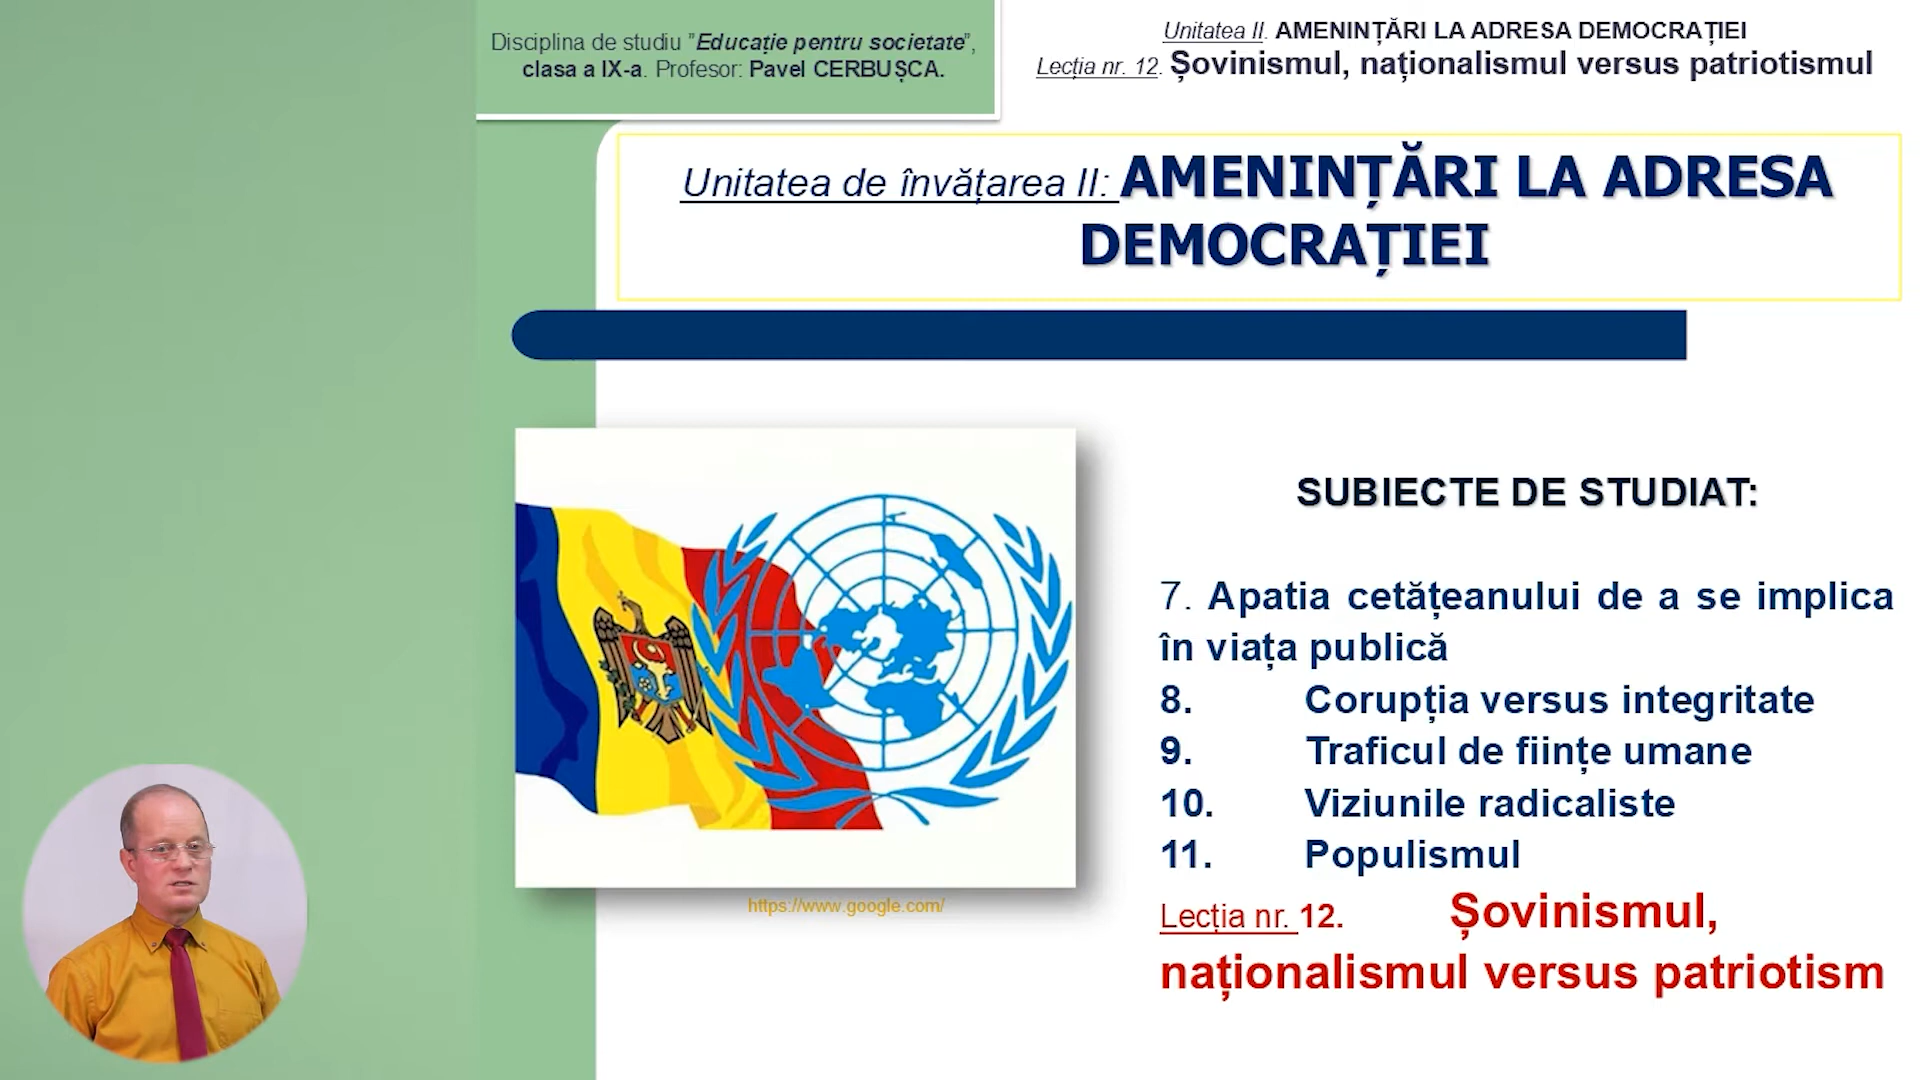 Disciplina de studiu ”Educație pentru societate”,
clasa a IX-a. Profesor: Pavel CERBUȘCA.
Unitatea II. AMENINȚĂRI LA ADRESA DEMOCRAȚIEI
Lecția nr. 12. Șovinismul, naționalismul versus patriotismul
Unitatea de învățarea II: AMENINȚĂRI LA ADRESA
DEMOCRAȚIEI
SUBIECTE DE STUDIAT:
7. Apatia cetățeanului de a se implica
în viața publică
8. Corupția versus integritate
9. Traficul de ființe umane
10. Viziunile radicaliste
11. Populismul
Lecția nr. 12. Șovinismul,
naționalismul versus patriotism
https://www.google.com/